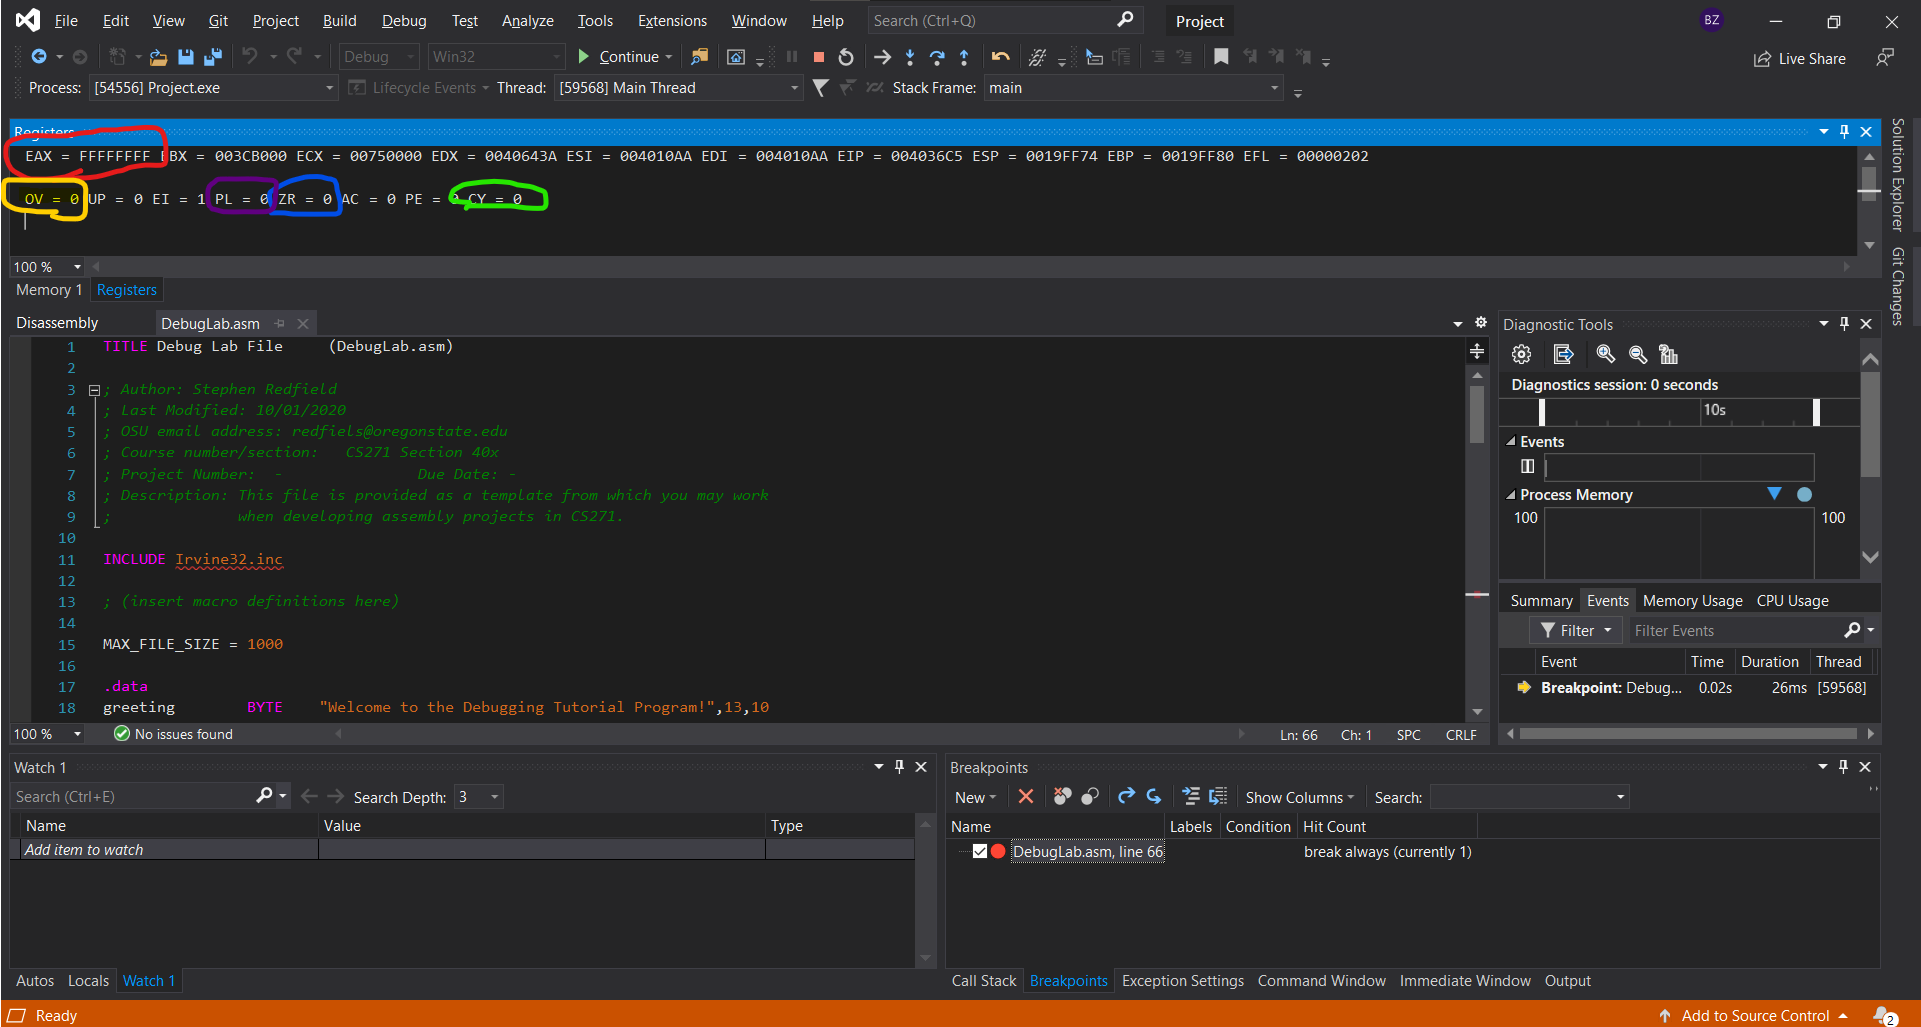 File Edit View Git Project Build Debug Test Analyze Tools Extensions Window Help Search (Ctrl+Q) Project BZ
Debug Win32 Continue Live Share
Process: [54556] Project.exe Lifecycle Events Thread: [59568] Main Thread Stack Frame: main
Registers
EAX = FFFFFFFF EBX = 003CB000 ECX = 00750000 EDX = 0040643A ESI = 004010AA EDI = 004010AA EIP = 004036C5 ESP = 0019FF74 EBP = 0019FF80 EFL = 00000202
OV = 0 UP = 0 EI = 1 PL = 0 ZR = 0 AC = 0 PE = 0 CY = 0
100 %
Memory 1 Registers
Solution Explorer
Git Changes
Disassembly DebugLab.asm
1 TITLE Debug Lab File (DebugLab.asm)
2
3 ; Author: Stephen Redfield
4 ; Last Modified: 10/01/2020
5 ; OSU email address: redfiels@oregonstate.edu
6 ; Course number/section: CS271 Section 40x
7 ; Project Number: - Due Date: -
8 ; Description: This file is provided as a template from which you may work
9 ; when developing assembly projects in CS271.
10
11 INCLUDE Irvine32.inc
12
13 ; (insert macro definitions here)
14
15 MAX_FILE_SIZE = 1000
16
17 .data
18 greeting BYTE "Welcome to the Debugging Tutorial Program!",13,10
100 % No issues found Ln: 66 Ch: 1 SPC CRLF
Diagnostic Tools
Diagnostics session: 0 seconds
10s
Events
Process Memory
100 100
Summary Events Memory Usage CPU Usage
Filter Filter Events
Event Time Duration Thread
Breakpoint: Debug... 0.02s 26ms [59568]
Watch 1
Search (Ctrl+E) Search Depth: 3
Name Value Type
Add item to watch
Autos Locals Watch 1
Breakpoints
New Show Columns Search:
Name Labels Condition Hit Count
DebugLab.asm, line 66 break always (currently 1)
Call Stack Breakpoints Exception Settings Command Window Immediate Window Output
Ready Add to Source Control 2